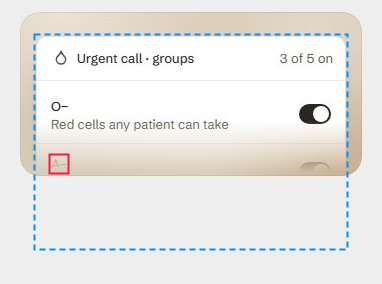 Urgent call · groups
3 of 5 on
O−
Red cells any patient can take
A−